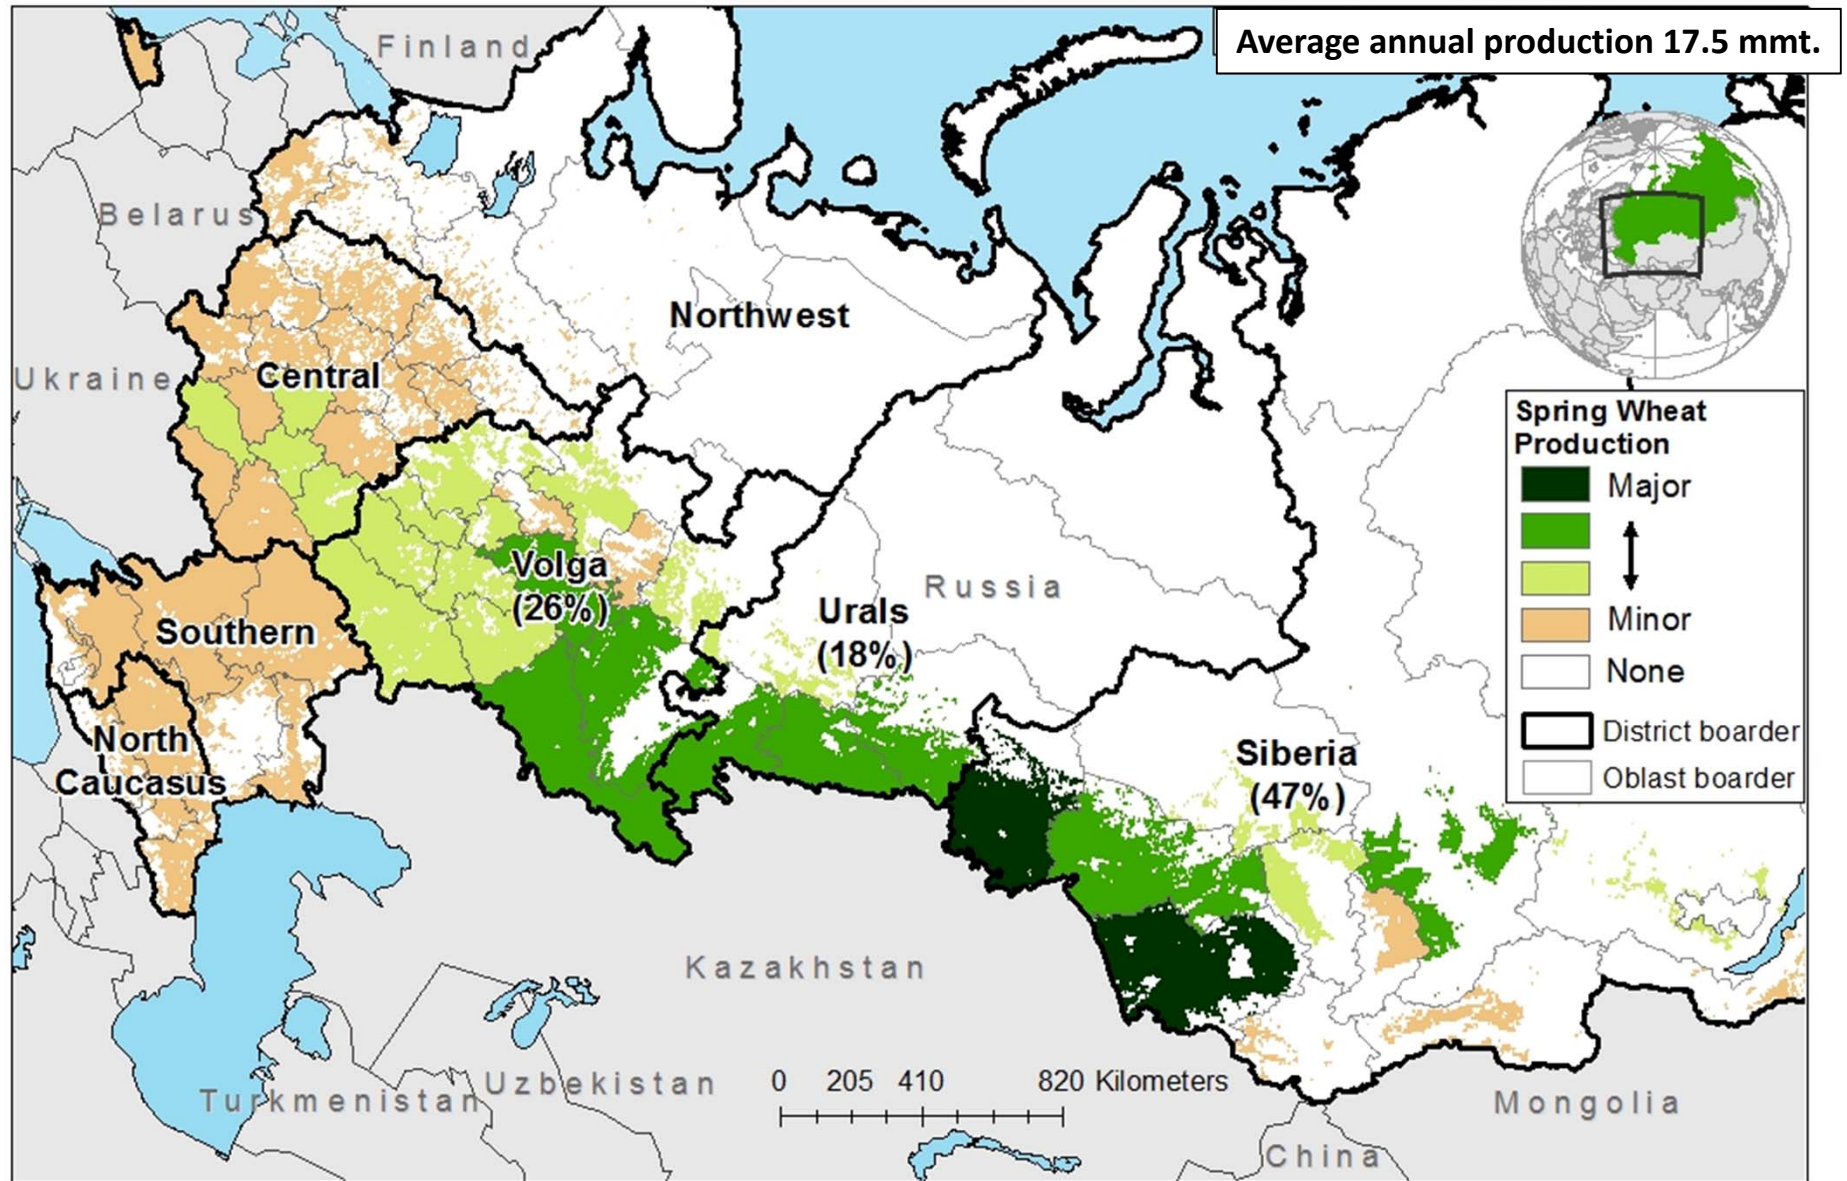 Average annual production 17.5 mmt.
Finland
Belarus
Northwest
Ukraine
Central
Spring Wheat
Production
Major
Minor
None
District boarder
Oblast boarder
Volga
(26%)
Russia
Urals
(18%)
Southern
North
Caucasus
Siberia
(47%)
Kazakhstan
Turkmenistan
Uzbekistan
0 205 410 820 Kilometers
Mongolia
China